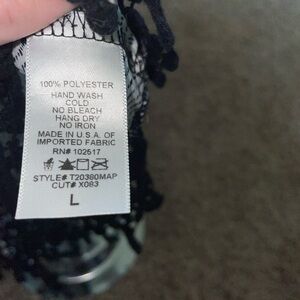 100% POLYESTER
HAND WASH
COLD
NO BLEACH
HANG DRY
NO IRON
MADE IN U.S.A. OF
IMPORTED FABRIC
RN# 102517
STYLE# T20380MAP
CUT# X083
L